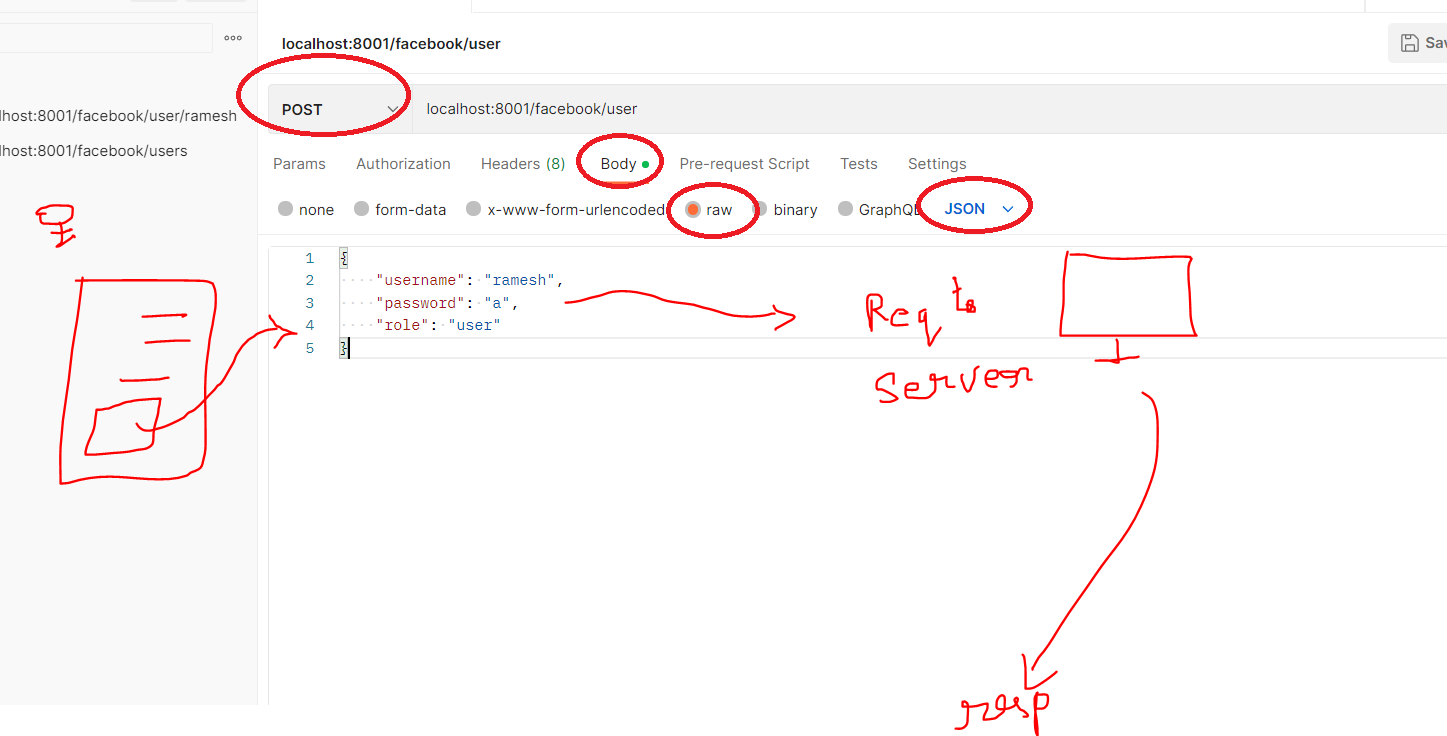 localhost:8001/facebook/user
Sav
POST
localhost:8001/facebook/user
lhost:8001/facebook/user/ramesh
lhost:8001/facebook/users
Params Authorization Headers (8) Body Pre-request Script Tests Settings
none form-data x-www-form-urlencoded raw binary GraphQL JSON
1 {
2 "username": "ramesh",
3 "password": "a",
4 "role": "user"
5 }
Req to
Server
resp